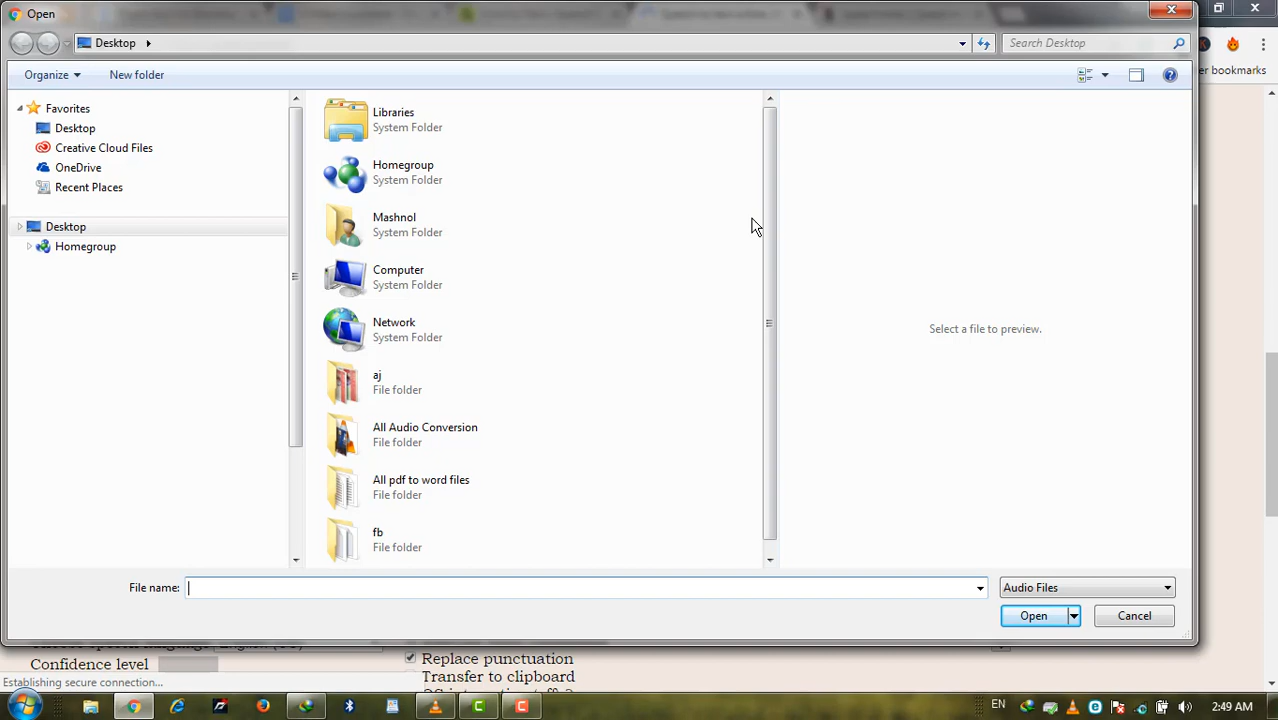 Open
Desktop
Search Desktop
er bookmarks
Organize
New folder
Favorites
Desktop
Creative Cloud Files
OneDrive
Recent Places
Desktop
Homegroup
Libraries
System Folder
Homegroup
System Folder
Mashnol
System Folder
Computer
System Folder
Network
System Folder
aj
File folder
All Audio Conversion
File folder
All pdf to word files
File folder
fb
File folder
Select a file to preview.
File name:
Audio Files
Open
Cancel
Confidence level
Replace punctuation
Transfer to clipboard
Establishing secure connection...
EN
2:49 AM